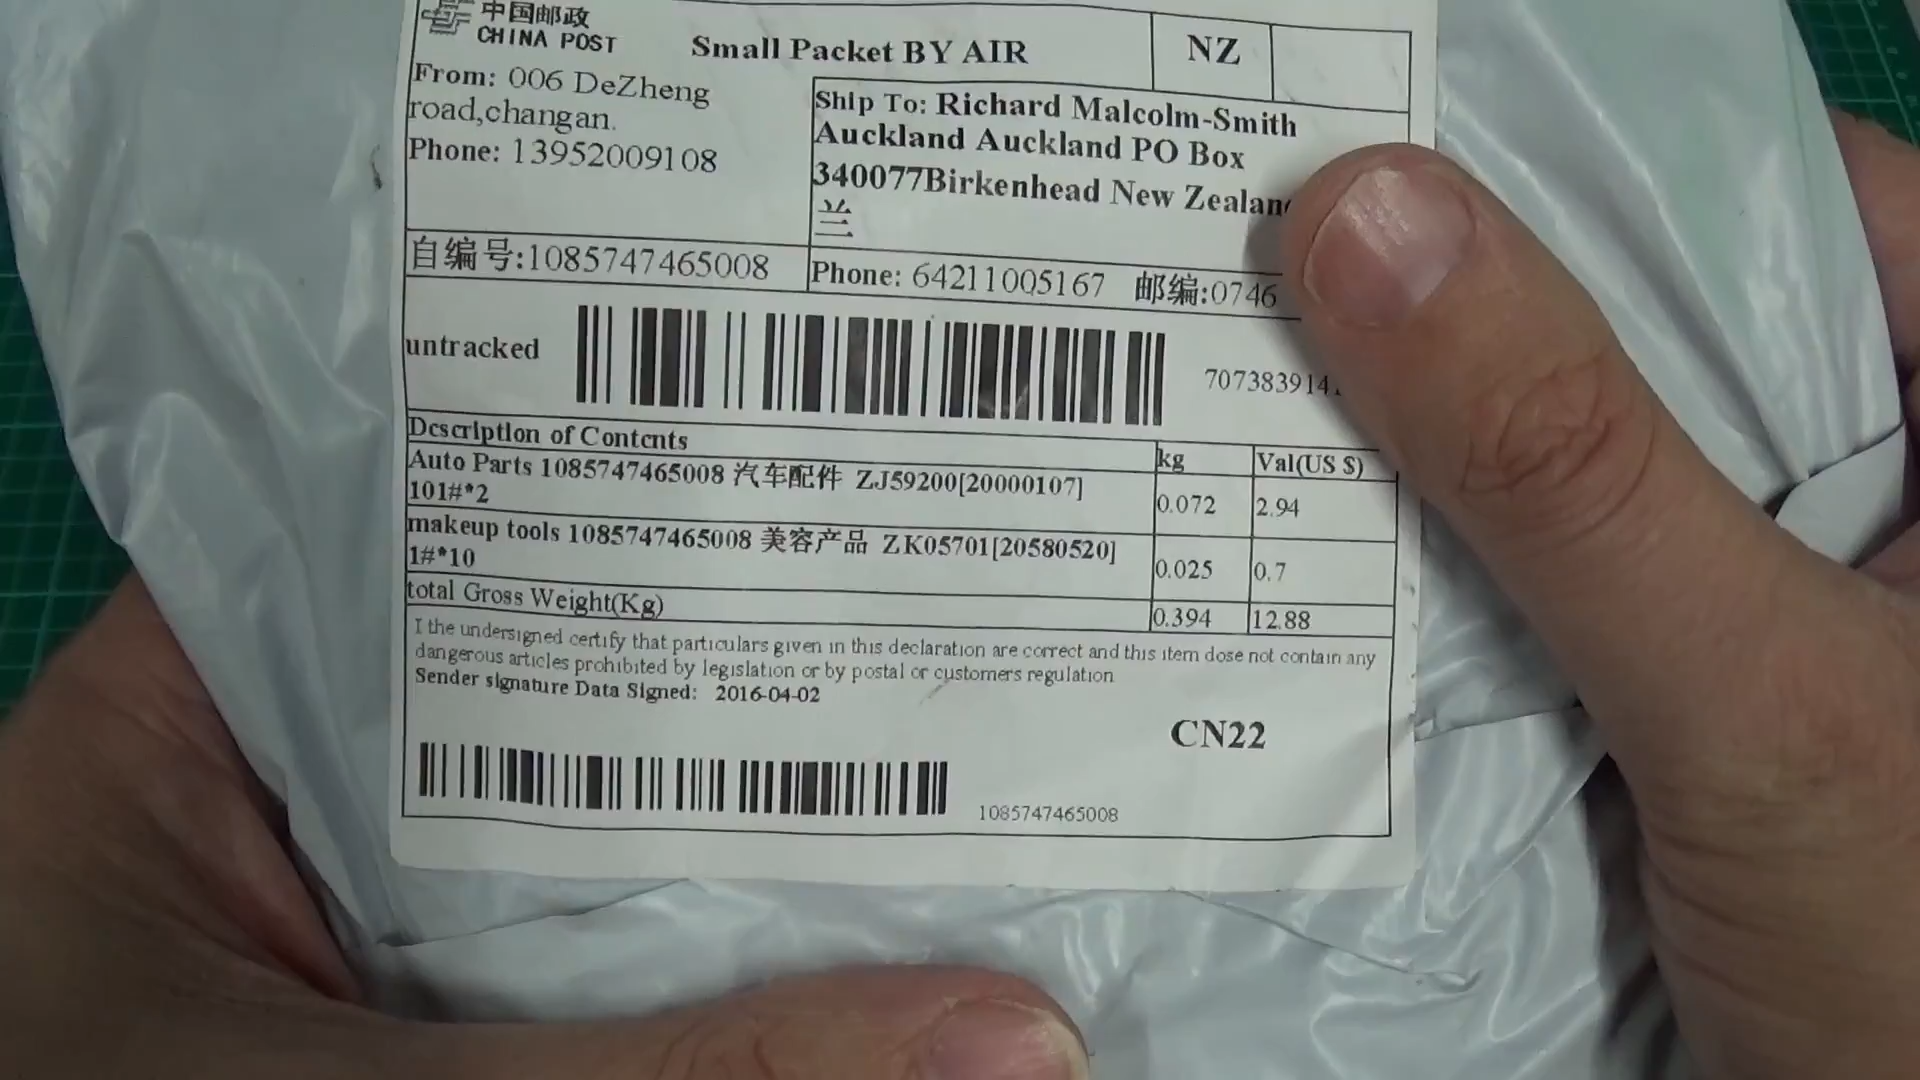 中国邮政
CHINA POST
Small Packet BY AIR
NZ
From: 006 DeZheng
road,changan.
Phone: 13952009108
Ship To: Richard Malcolm-Smith
Auckland Auckland PO Box
340077Birkenhead New Zealan
兰
自编号:1085747465008
Phone: 64211005167 邮编:0746
untracked
707383914
Description of Contents
kg
Val(US $)
Auto Parts 1085747465008 汽车配件 ZJ59200[20000107]
101#*2
0.072
2.94
makeup tools 1085747465008 美容产品 ZK05701[20580520]
1#*10
0.025
0.7
total Gross Weight(Kg)
0.394
12.88
I the undersigned certify that particulars given in this declaration are correct and this item dose not contain any
dangerous articles prohibited by legislation or by postal or customers regulation
Sender signature Data Signed: 2016-04-02
CN22
1085747465008